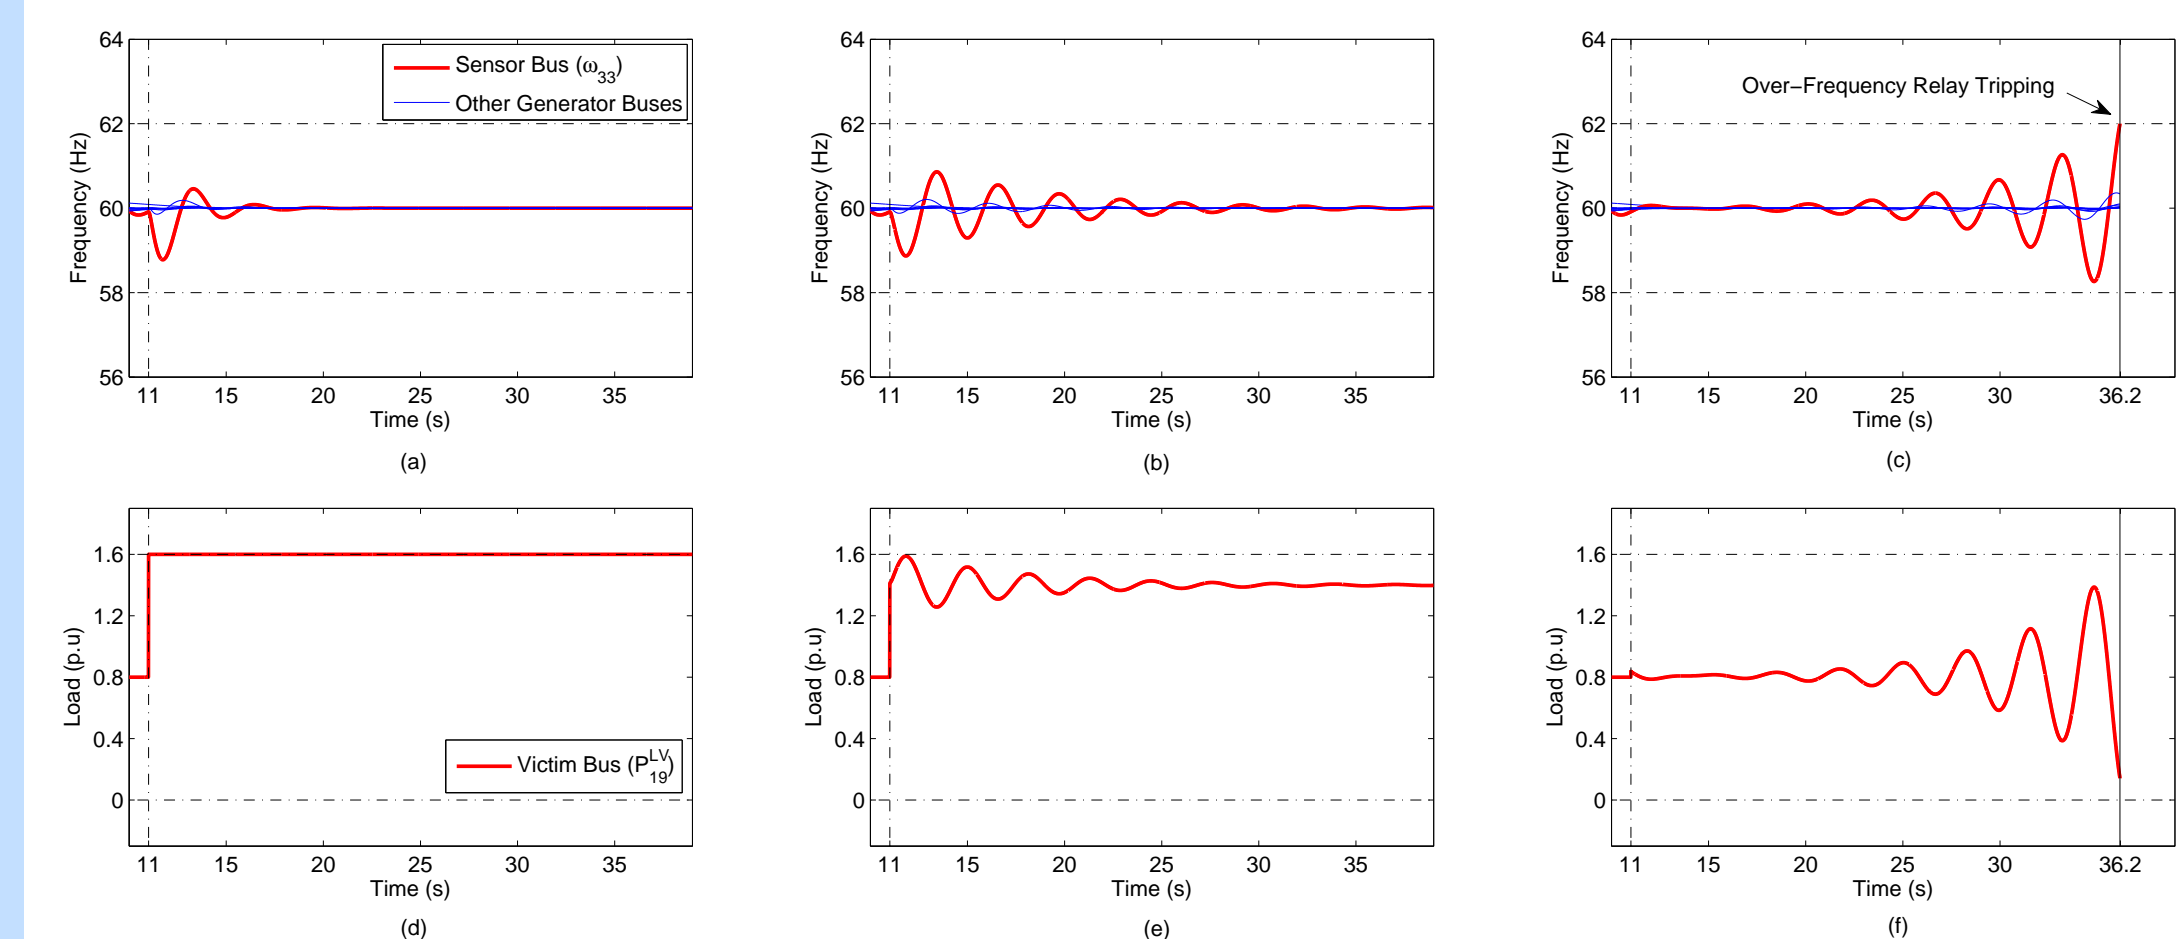 64
62
60
58
56
Frequency (Hz)
Sensor Bus (ω33)
Other Generator Buses
11 15 20 25 30 35
Time (s)
(a)
64
62
60
58
56
Frequency (Hz)
11 15 20 25 30 35
Time (s)
(b)
64
62
60
58
56
Frequency (Hz)
Over−Frequency Relay Tripping
11 15 20 25 30 36.2
Time (s)
(c)
1.6
1.2
0.8
0.4
0
Load (p.u)
Victim Bus (P19LV)
11 15 20 25 30 35
Time (s)
(d)
1.6
1.2
0.8
0.4
0
Load (p.u)
11 15 20 25 30 35
Time (s)
(e)
1.6
1.2
0.8
0.4
0
Load (p.u)
11 15 20 25 30 36.2
Time (s)
(f)